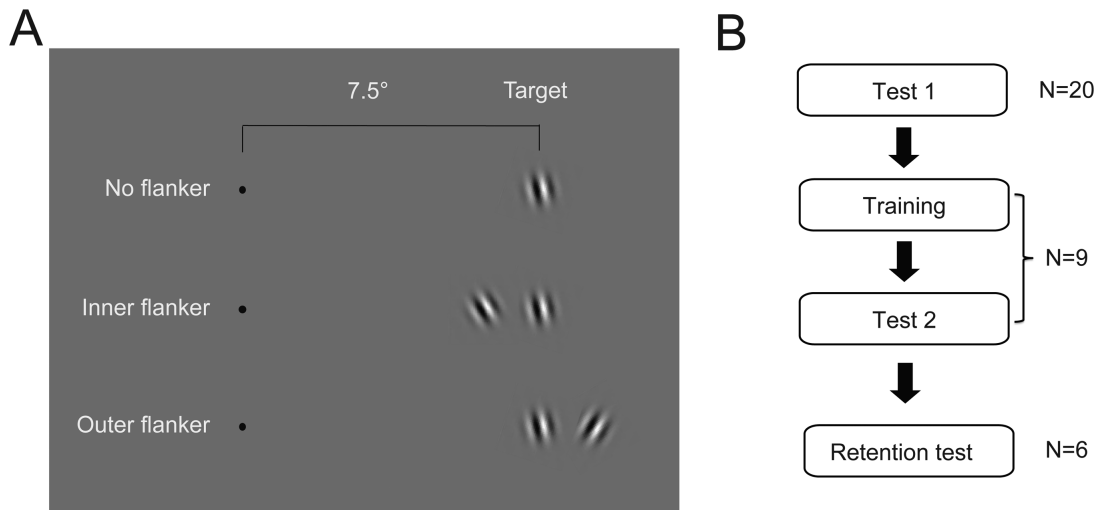 A
7.5°
Target
No flanker
Inner flanker
Outer flanker
B
Test 1
N=20
Training
N=9
Test 2
Retention test
N=6